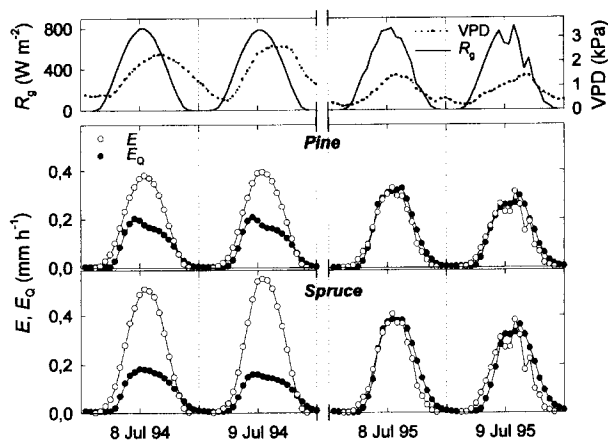 800
400
0
R_g (W m⁻²)
VPD
R_g
3
2
1
0
VPD (kPa)
E
E_Q
Pine
0,4
0,2
0,0
Spruce
0,4
0,2
0,0
E, E_Q (mm h⁻¹)
8 Jul 94 9 Jul 94 8 Jul 95 9 Jul 95